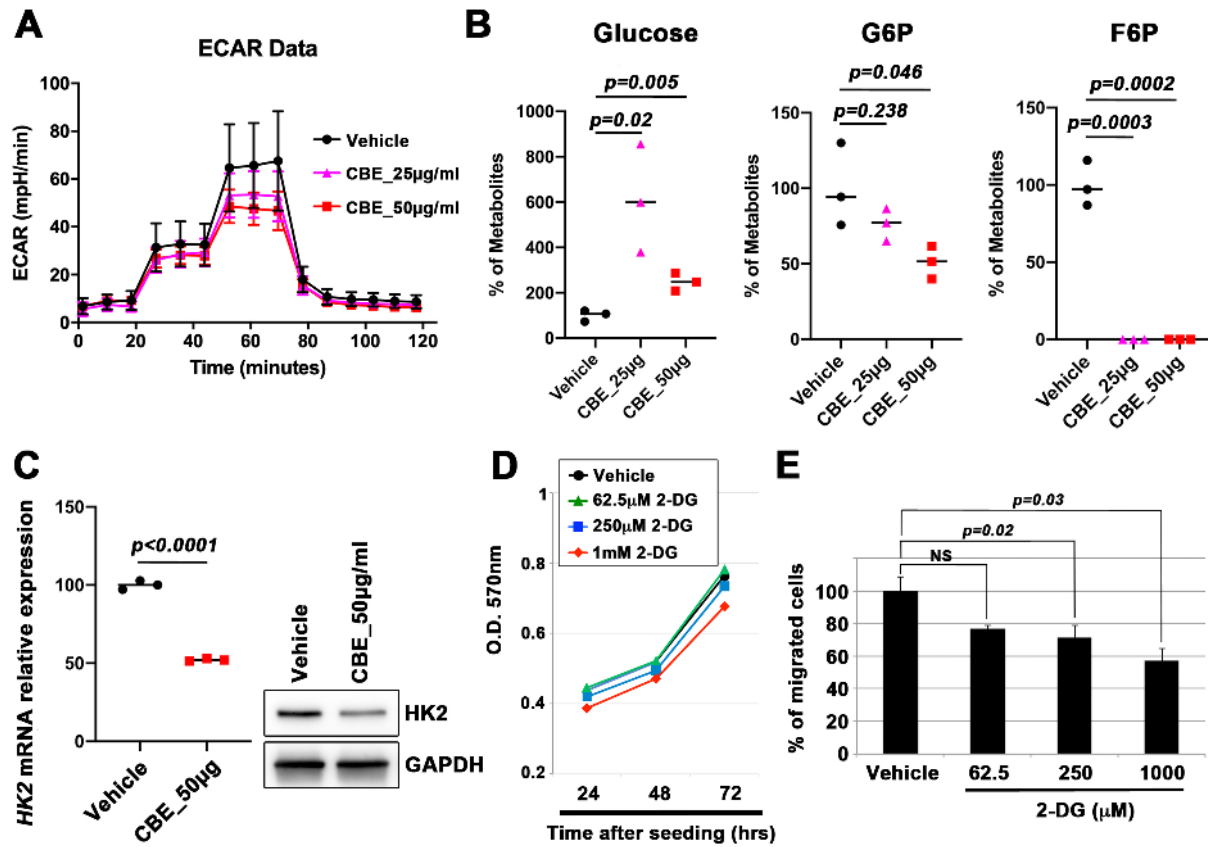 A
ECAR Data
ECAR (mpH/min)
100
80
60
40
20
0
0 20 40 60 80 100 120
Time (minutes)
Vehicle
CBE_25µg/ml
CBE_50µg/ml
B
Glucose
p=0.005
p=0.02
% of Metabolites
1000
800
600
400
200
0
Vehicle
CBE_25µg
CBE_50µg
G6P
p=0.046
p=0.238
% of Metabolites
150
100
50
0
Vehicle
CBE_25µg
CBE_50µg
F6P
p=0.0002
p=0.0003
% of Metabolites
150
100
50
0
Vehicle
CBE_25µg
CBE_50µg
C
HK2 mRNA relative expression
150
100
50
0
p<0.0001
Vehicle
CBE_50µg
Vehicle
CBE_50µg/ml
HK2
GAPDH
D
Vehicle
62.5µM 2-DG
250µM 2-DG
1mM 2-DG
O.D. 570nm
1
0.8
0.6
0.4
0.2
24 48 72
Time after seeding (hrs)
E
p=0.03
p=0.02
NS
% of migrated cells
120
100
80
60
40
20
0
Vehicle 62.5 250 1000
2-DG (µM)